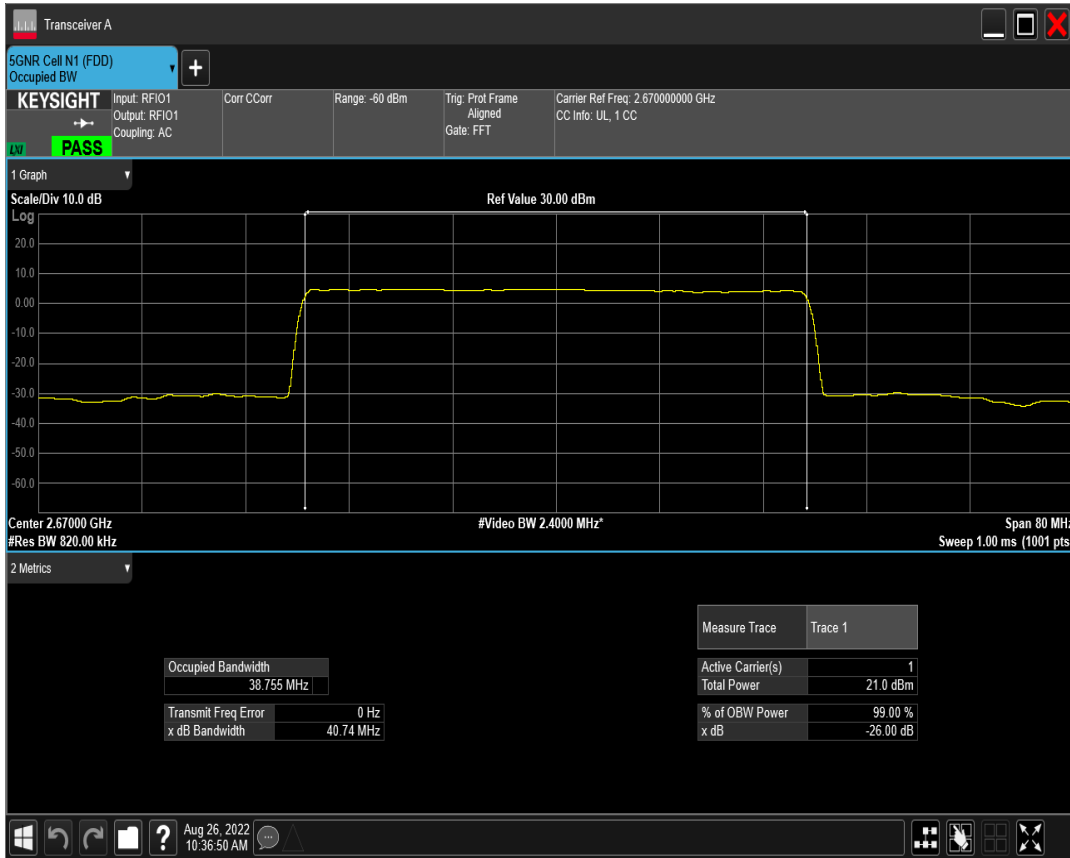 Transceiver A
5GNR Cell N1 (FDD)
Occupied BW
+
KEYSIGHT
Input: RFIO1
Output: RFIO1
Coupling: AC
Corr CCorr
Range: -60 dBm
Trig: Prot Frame
Aligned
Gate: FFT
Carrier Ref Freq: 2.670000000 GHz
CC Info: UL, 1 CC
LXI
PASS
1 Graph
Scale/Div 10.0 dB
Ref Value 30.00 dBm
Log
20.0
10.0
0.00
-10.0
-20.0
-30.0
-40.0
-50.0
-60.0
Center 2.67000 GHz
#Video BW 2.4000 MHz*
Span 80 MHz
#Res BW 820.00 kHz
Sweep 1.00 ms (1001 pts
2 Metrics
Measure Trace Trace 1
Occupied Bandwidth
38.755 MHz
Active Carrier(s) 1
Total Power 21.0 dBm
Transmit Freq Error 0 Hz
x dB Bandwidth 40.74 MHz
% of OBW Power 99.00 %
x dB -26.00 dB
?
Aug 26, 2022
10:36:50 AM